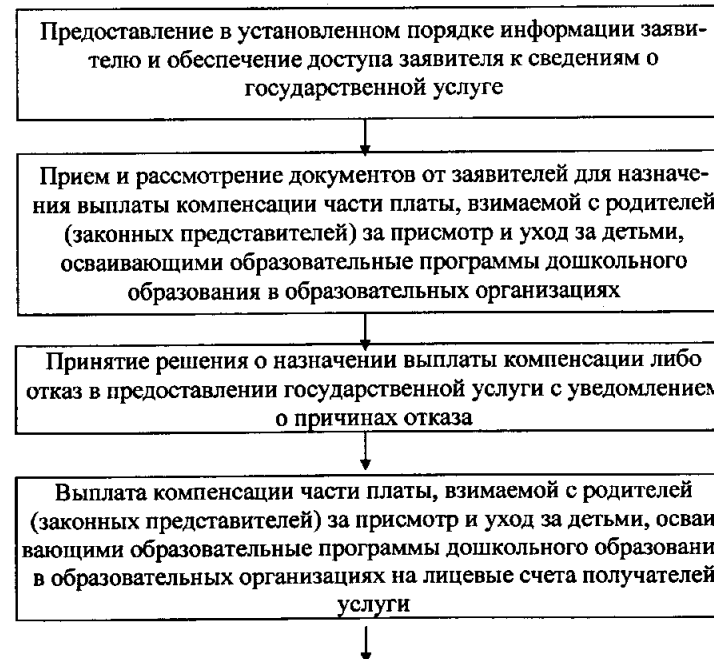 Предоставление в установленном порядке информации заяви-
телю и обеспечение доступа заявителя к сведениям о
государственной услуге
Прием и рассмотрение документов от заявителей для назначе-
ния выплаты компенсации части платы, взимаемой с родителей
(законных представителей) за присмотр и уход за детьми,
осваивающими образовательные программы дошкольного
образования в образовательных организациях
Принятие решения о назначении выплаты компенсации либо
отказ в предоставлении государственной услуги с уведомлением
о причинах отказа
Выплата компенсации части платы, взимаемой с родителей
(законных представителей) за присмотр и уход за детьми, осваи
вающими образовательные программы дошкольного образовани
в образовательных организациях на лицевые счета получателей
услуги